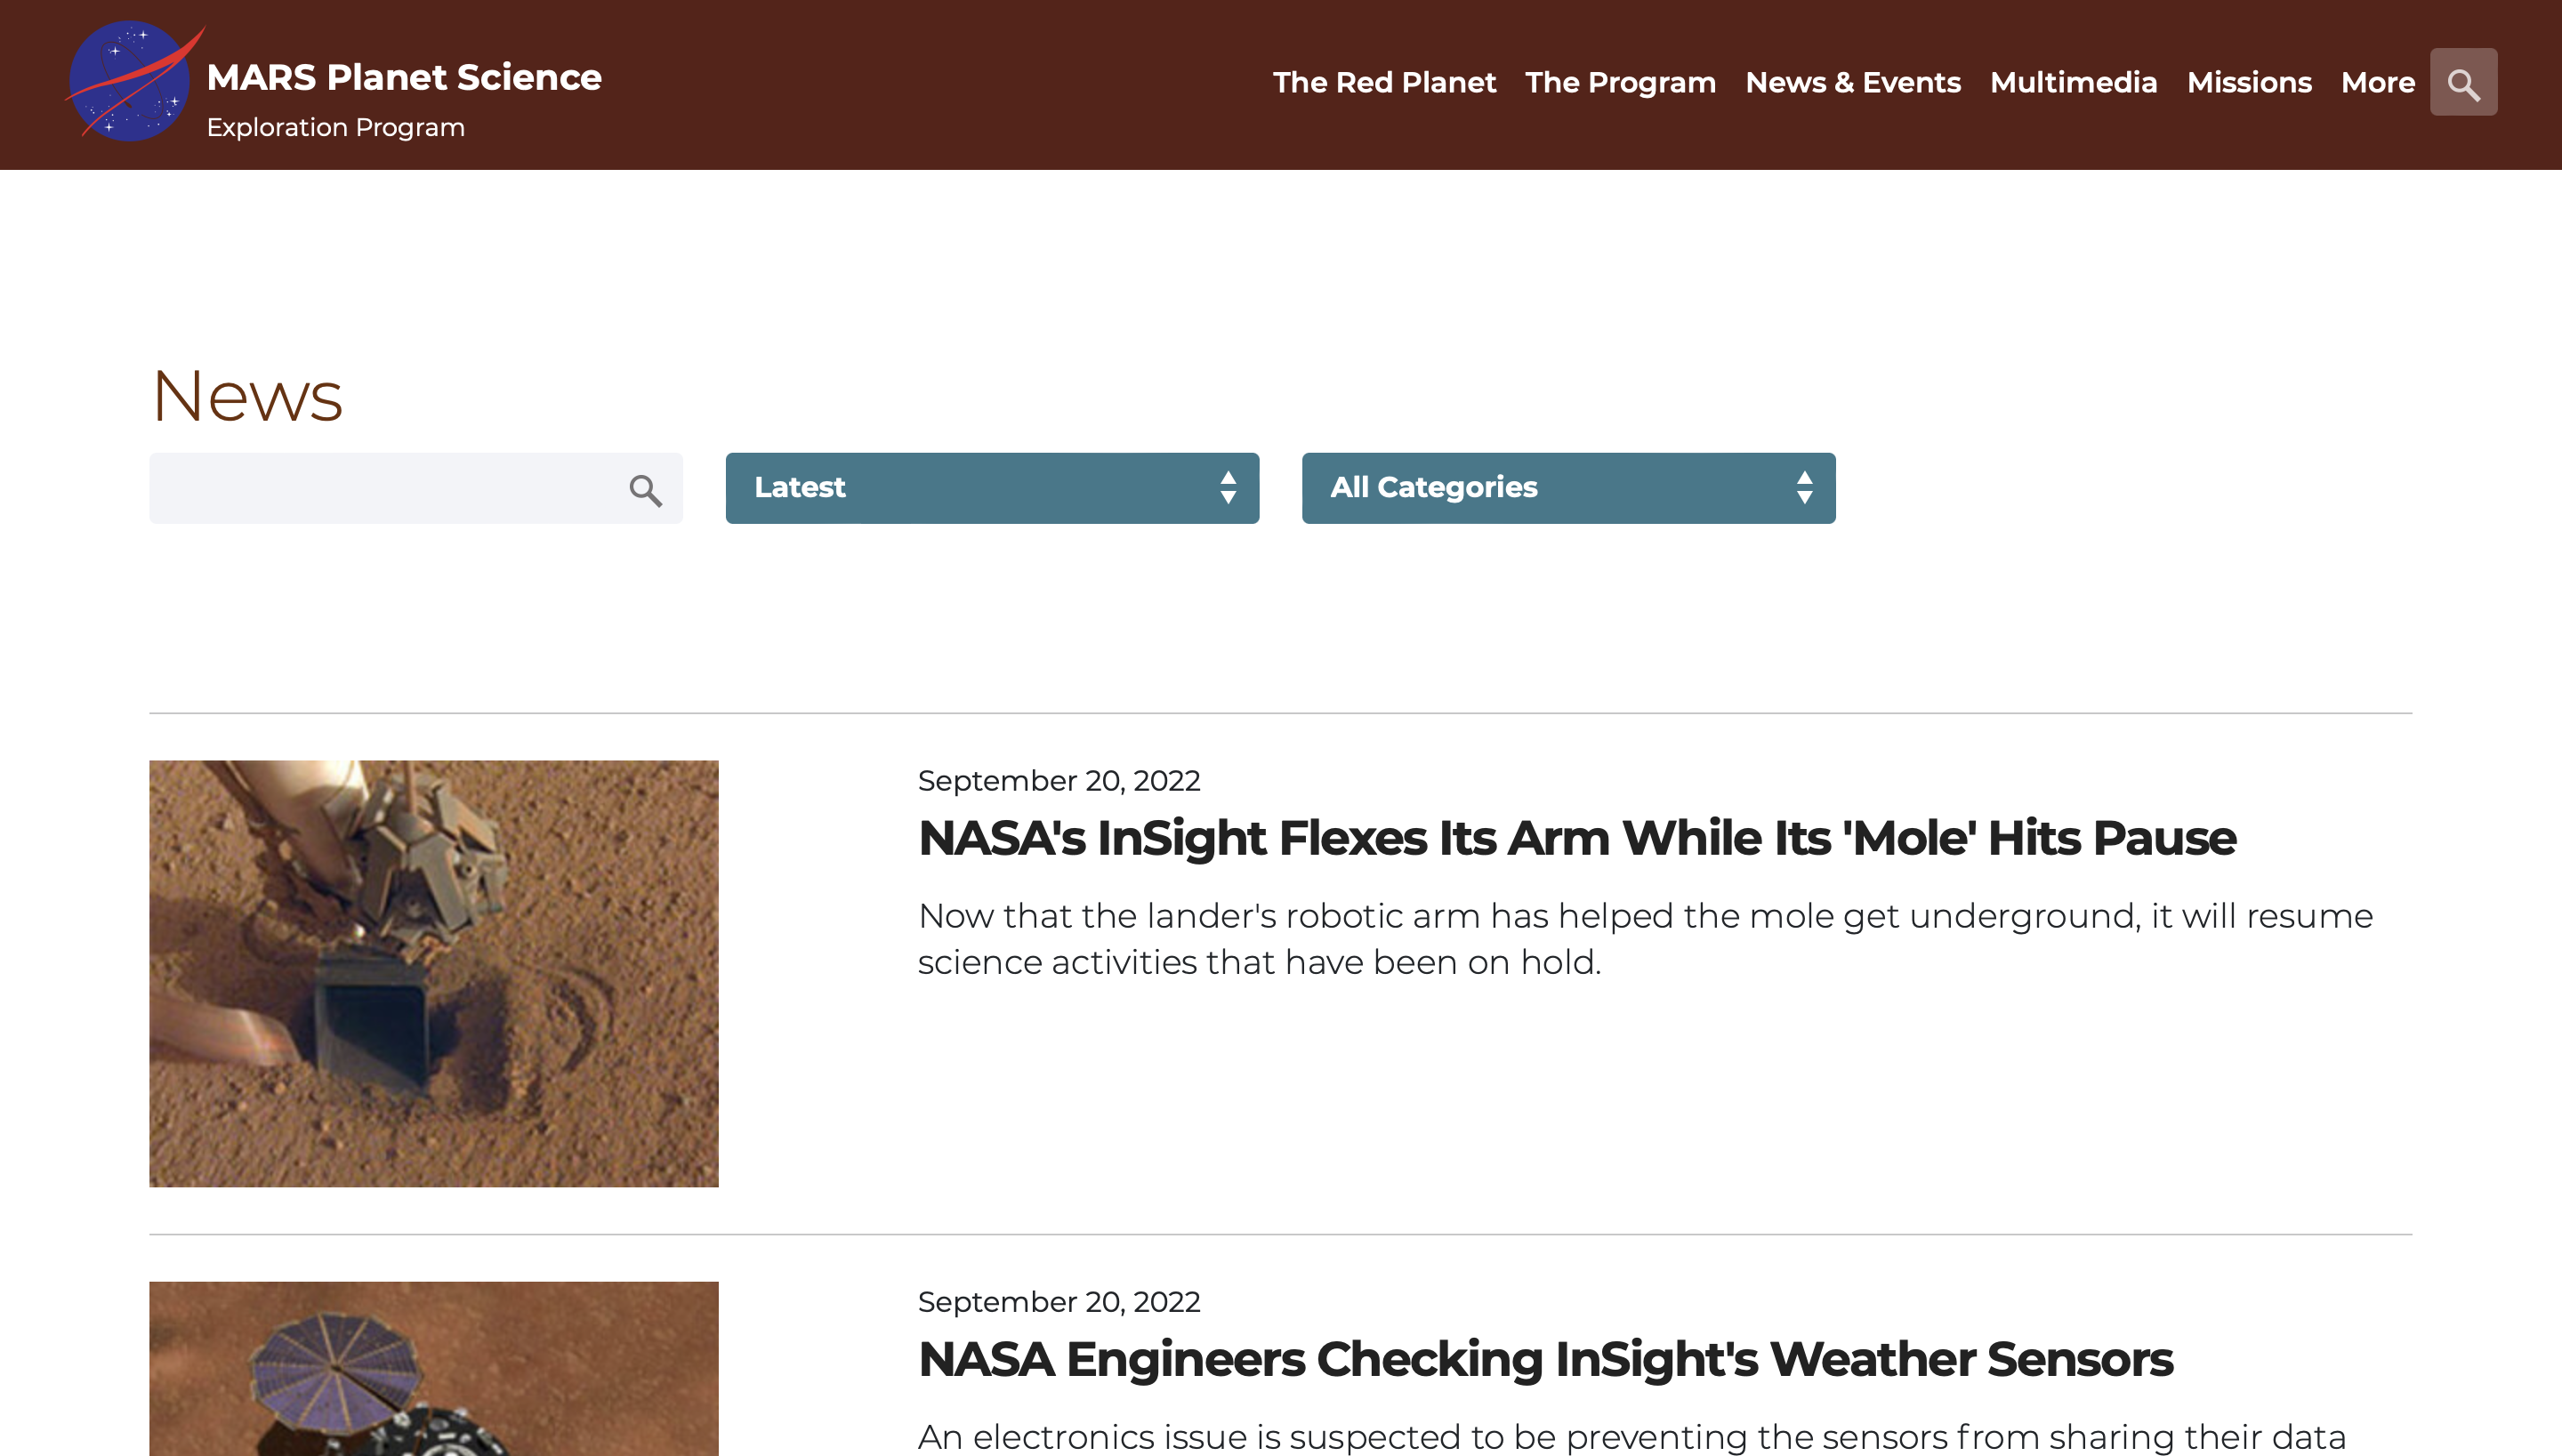 MARS Planet Science
Exploration Program
The Red Planet
The Program
News & Events
Multimedia
Missions
More
News
Latest
All Categories
September 20, 2022
NASA's InSight Flexes Its Arm While Its 'Mole' Hits Pause
Now that the lander's robotic arm has helped the mole get underground, it will resume
science activities that have been on hold.
September 20, 2022
NASA Engineers Checking InSight's Weather Sensors
An electronics issue is suspected to be preventing the sensors from sharing their data